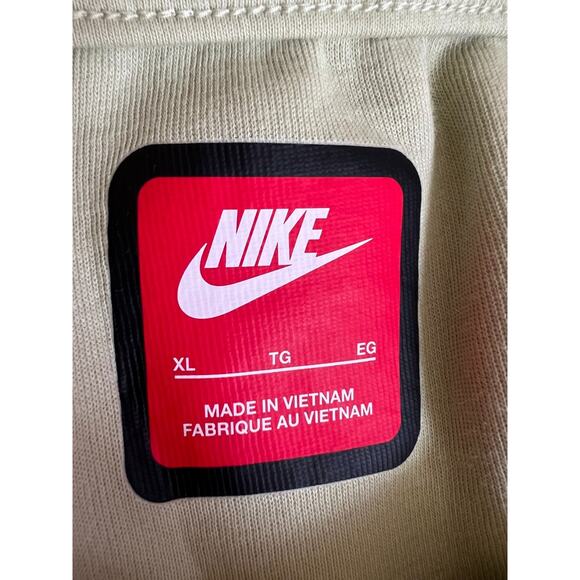 NIKE
XL TG EG
MADE IN VIETNAM
FABRIQUE AU VIETNAM